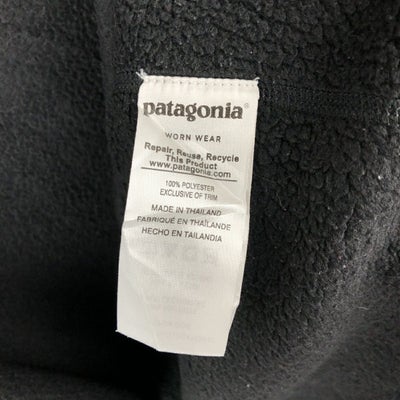 patagonia®
WORN WEAR
Repair, Reuse, Recycle
This Product
www.patagonia.com
100% POLYESTER
EXCLUSIVE OF TRIM
MADE IN THAILAND
FABRIQUÉ EN THAÏLANDE
HECHO EN TAILANDIA